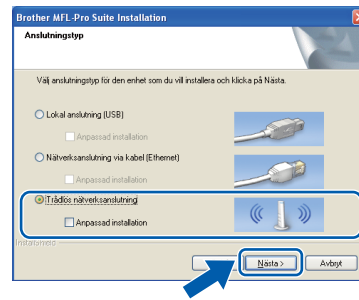 Brother MFL-Pro Suite Installation
Anslutningstyp
Välj anslutningstyp för den enhet som du vill installera och klicka på Nästa.
Lokal anslutning (USB)
Anpassad installation
Nätverksanslutning via kabel (Ethernet)
Anpassad installation
Trådlös nätverksanslutning
Anpassad installation
InstallShield
Nästa >
Avbryt